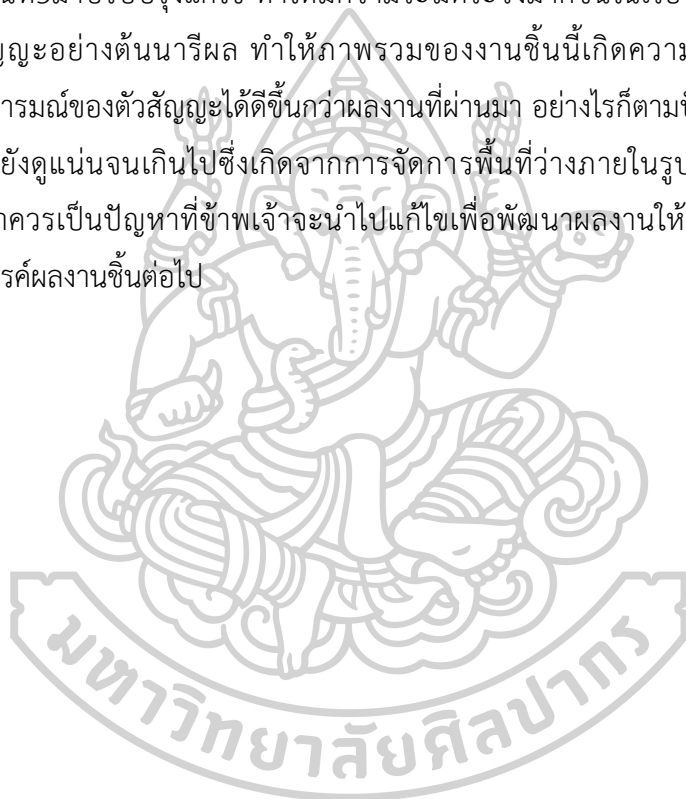 ญญะอย่างต้นนารีผล ทำให้ภาพรวมของงานชิ้นนี้เกิดความ
ารมณ์ของตัวสัญญะได้ดีขึ้นกว่าผลงานที่ผ่านมา อย่างไรก็ตาม
ยังดูแน่นจนเกินไปซึ่งเกิดจากการจัดการพื้นที่ว่างภายในรูป
าควรเป็นปัญหาที่ข้าพเจ้าจะนำไปแก้ไขเพื่อพัฒนาผลงานให้
รค์ผลงานชิ้นต่อไป
มหาวิทยาลัยศิลปากร